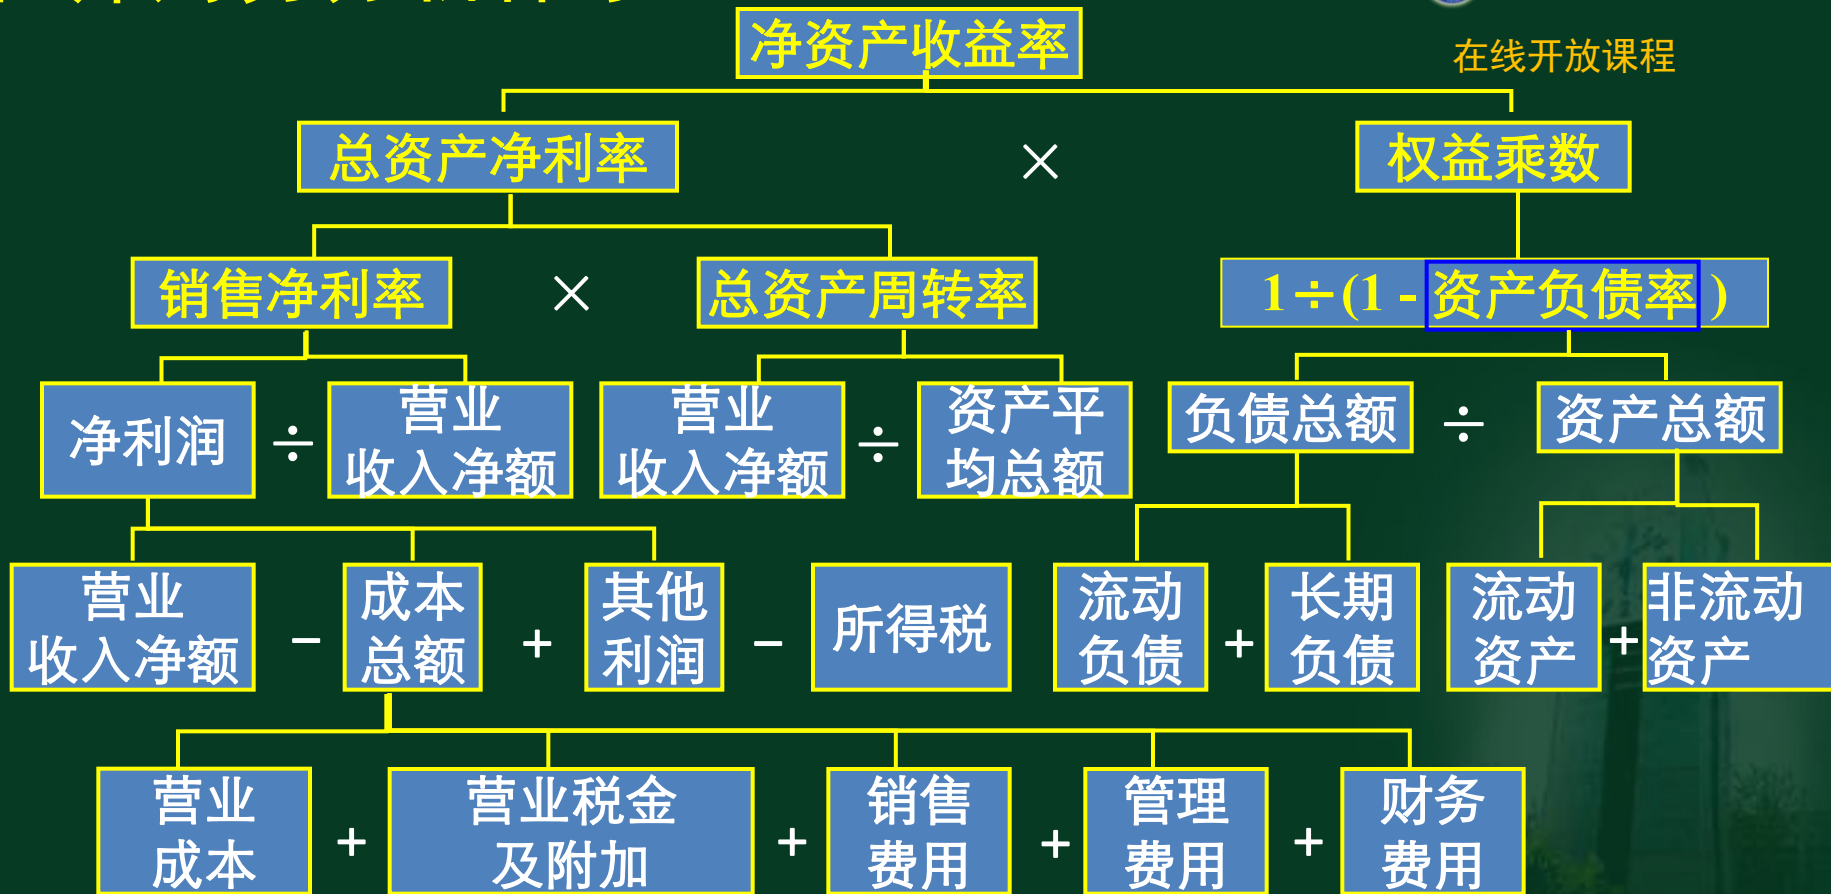 净资产收益率
在线开放课程
总资产净利率
×
权益乘数
销售净利率
×
总资产周转率
1÷(1-资产负债率)
净利润
÷
营业
收入净额
营业
收入净额
÷
资产平
均总额
负债总额
÷
资产总额
营业
收入净额
-
成本
总额
+
其他
利润
-
所得税
流动
负债
+
长期
负债
流动
资产
+
非流动
资产
营业
成本
+
营业税金
及附加
+
销售
费用
+
管理
费用
+
财务
费用